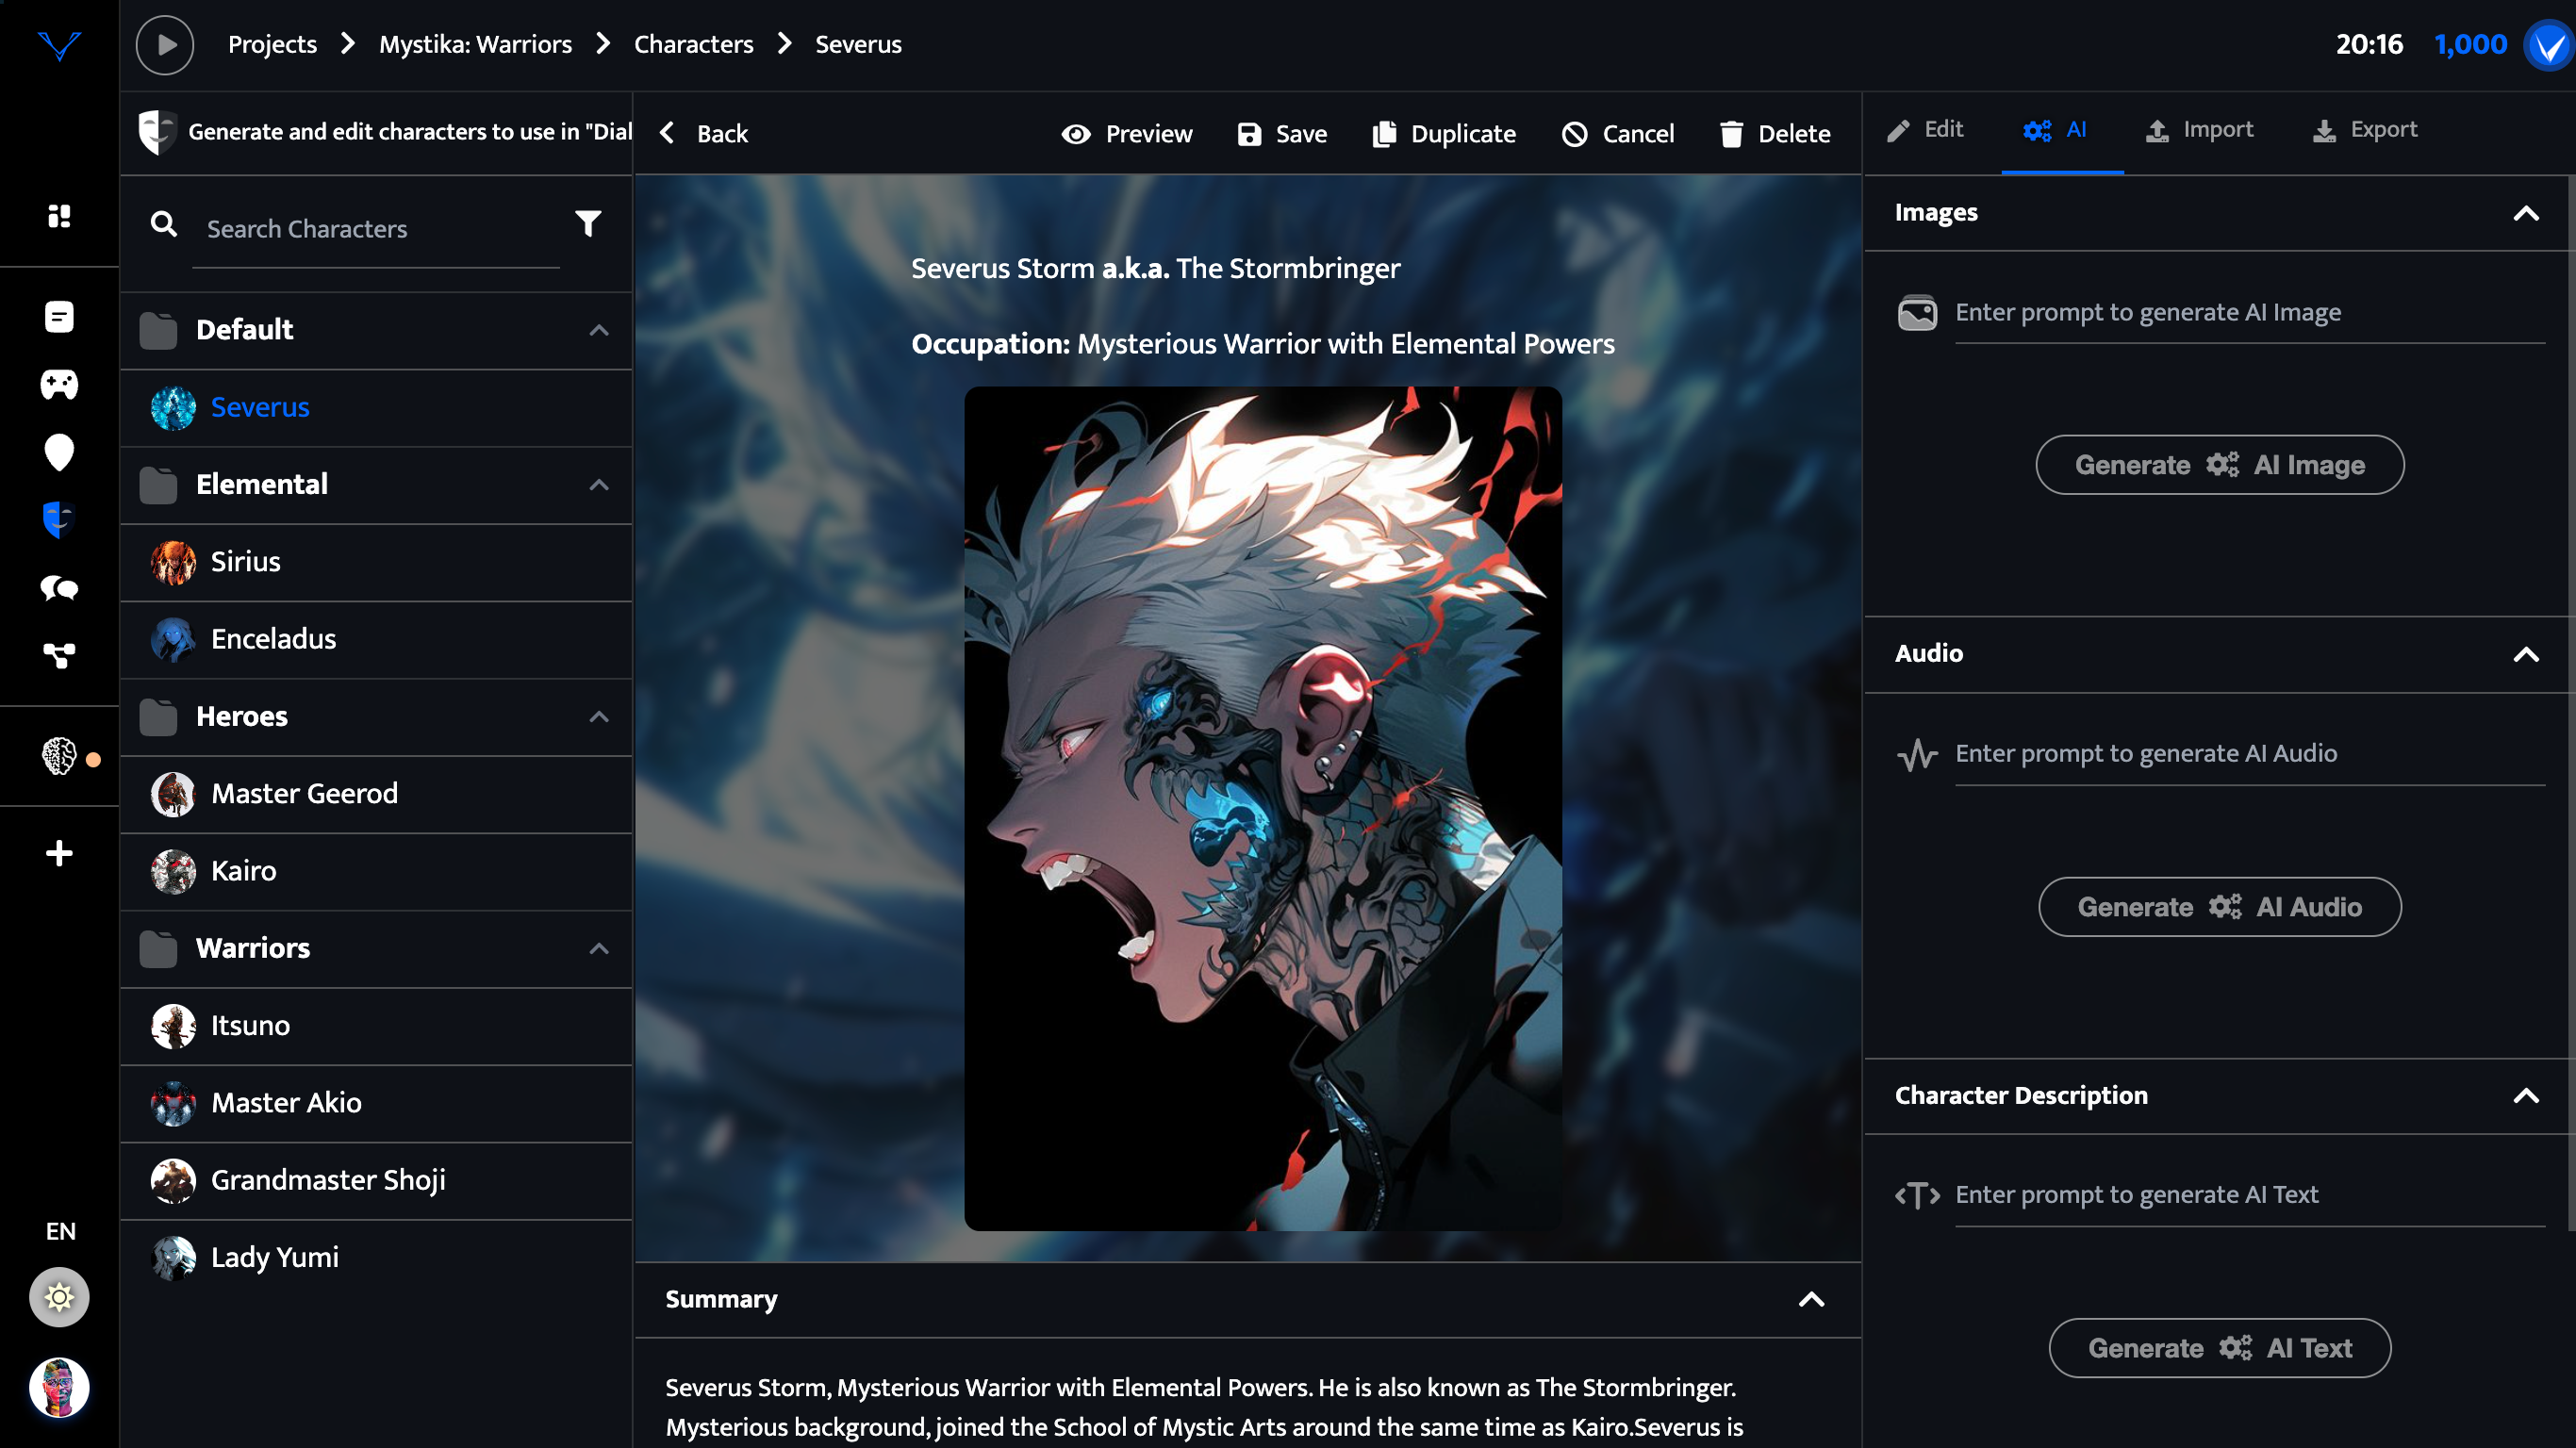 Projects > Mystika: Warriors > Characters > Severus
20:16 1,000
Generate and edit characters to use in "Dial
Search Characters
Default
Severus
Elemental
Sirius
Enceladus
Heroes
Master Geerod
Kairo
Warriors
Itsuno
Master Akio
Grandmaster Shoji
Lady Yumi
EN
Back
Preview
Save
Duplicate
Cancel
Delete
Severus Storm a.k.a. The Stormbringer
Occupation: Mysterious Warrior with Elemental Powers
Summary
Severus Storm, Mysterious Warrior with Elemental Powers. He is also known as The Stormbringer.
Mysterious background, joined the School of Mystic Arts around the same time as Kairo.Severus is
Edit
AI
Import
Export
Images
Enter prompt to generate AI Image
Generate AI Image
Audio
Enter prompt to generate AI Audio
Generate AI Audio
Character Description
<T> Enter prompt to generate AI Text
Generate AI Text